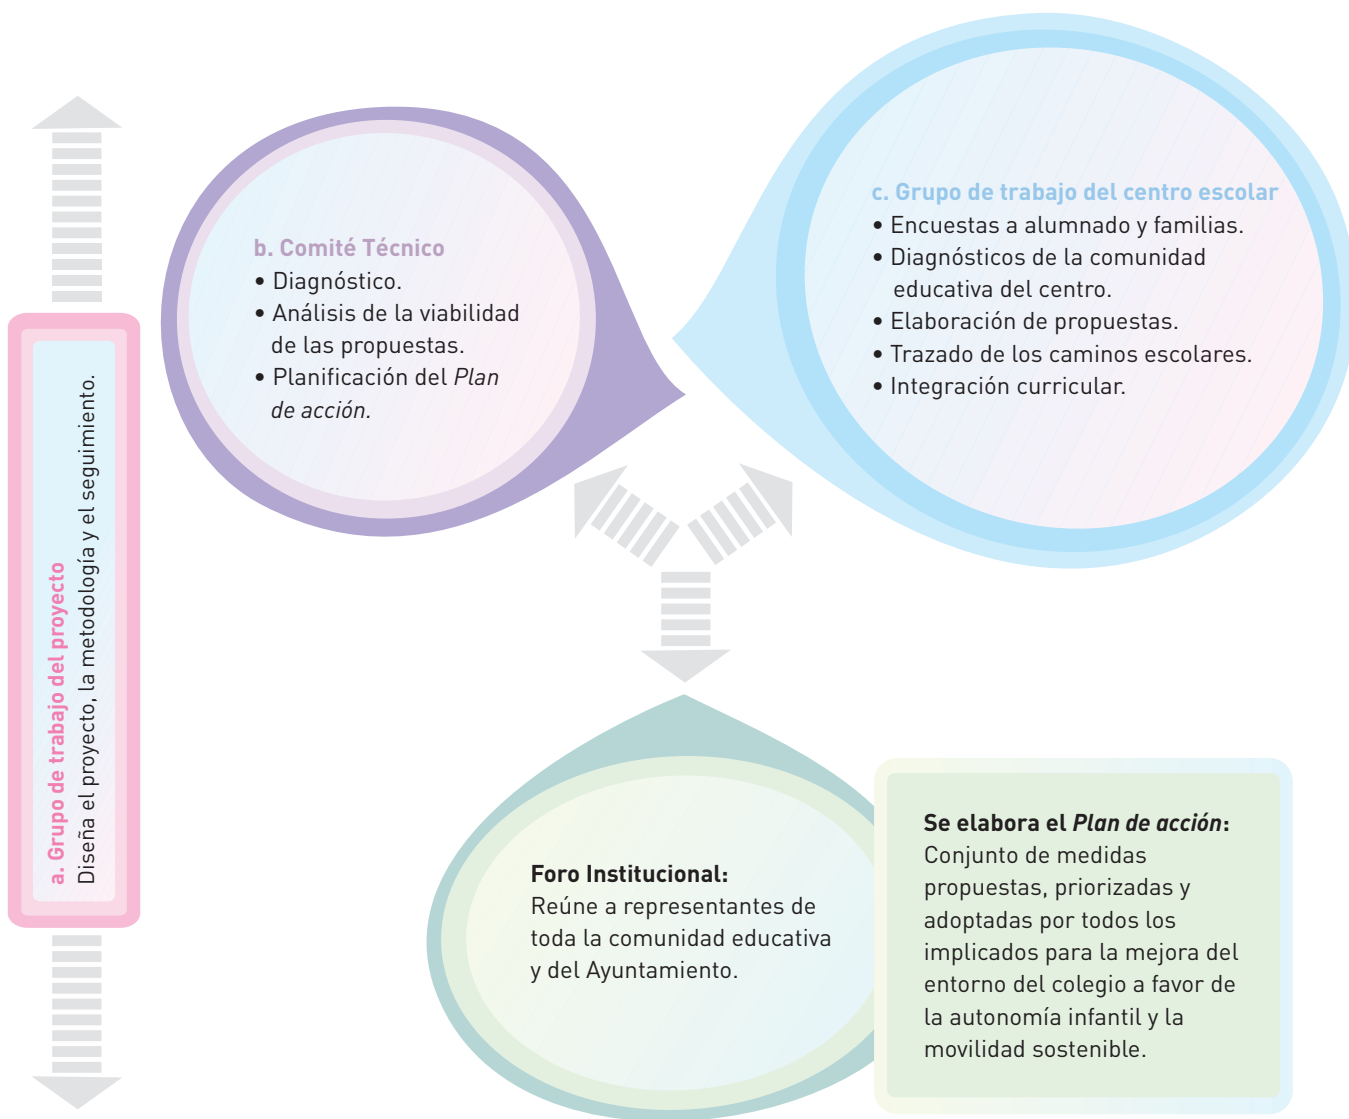 a. Grupo de trabajo del proyecto
Diseña el proyecto, la metodología y el seguimiento.
b. Comité Técnico
• Diagnóstico.
• Análisis de la viabilidad
de las propuestas.
• Planificación del Plan
de acción.
c. Grupo de trabajo del centro escolar
• Encuestas a alumnado y familias.
• Diagnósticos de la comunidad
educativa del centro.
• Elaboración de propuestas.
• Trazado de los caminos escolares.
• Integración curricular.
Foro Institucional:
Reúne a representantes de
toda la comunidad educativa
y del Ayuntamiento.
Se elabora el Plan de acción:
Conjunto de medidas
propuestas, priorizadas y
adoptadas por todos los
implicados para la mejora del
entorno del colegio a favor de
la autonomía infantil y la
movilidad sostenible.